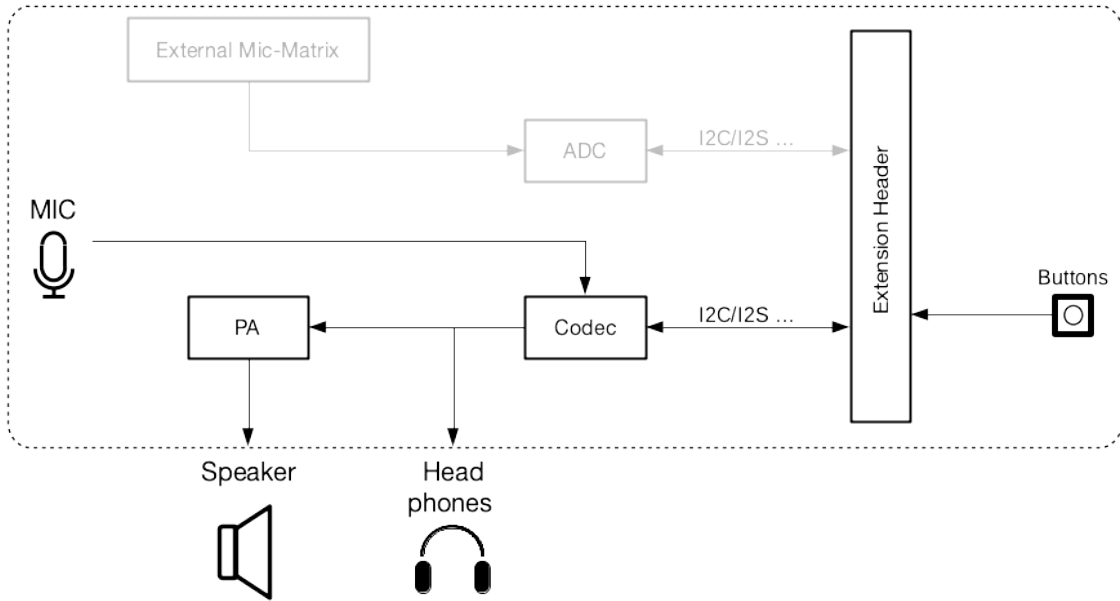 External Mic-Matrix
ADC
I2C/I2S ...
Extension Header
MIC
Buttons
PA
Codec
I2C/I2S ...
Speaker
Head
phones